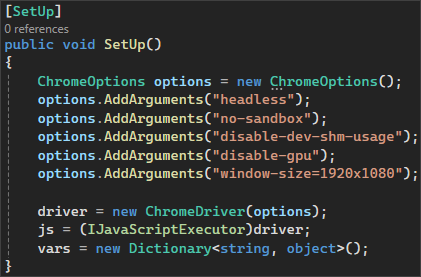 [SetUp]
0 references
public void SetUp()
{
ChromeOptions options = new ChromeOptions();
options.AddArguments("headless");
options.AddArguments("no-sandbox");
options.AddArguments("disable-dev-shm-usage");
options.AddArguments("disable-gpu");
options.AddArguments("window-size=1920x1080");
driver = new ChromeDriver(options);
js = (IJavaScriptExecutor)driver;
vars = new Dictionary<string, object>();
}